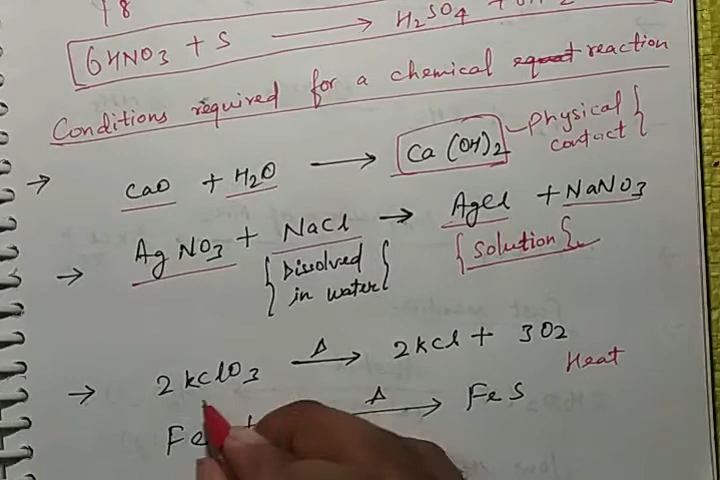 6HNO3 + S ⟶ H2SO4 +
Conditions required for a chemical reaction
→ CaO + H2O ⟶ Ca(OH)2 - Physical contact }
→ AgNO3 + NaCl → AgCl + NaNO3
{ Dissolved in water } { Solution }
→ 2KClO3 —Δ→ 2KCl + 3O2
Heat
Fe + —Δ→ FeS